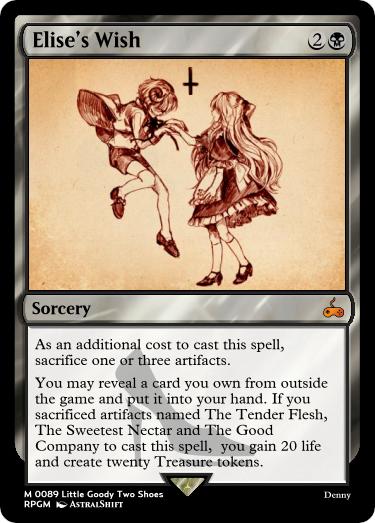 Elise's Wish 2
Sorcery
As an additional cost to cast this spell,
sacrifice one or three artifacts.
You may reveal a card you own from outside
the game and put it into your hand. If you
sacrificed artifacts named The Tender Flesh,
The Sweetest Nectar and The Good
Company to cast this spell,  you gain 20 life
and create twenty Treasure tokens.
M 0089 Little Goody Two Shoes
RPGM AstralShift
Denny